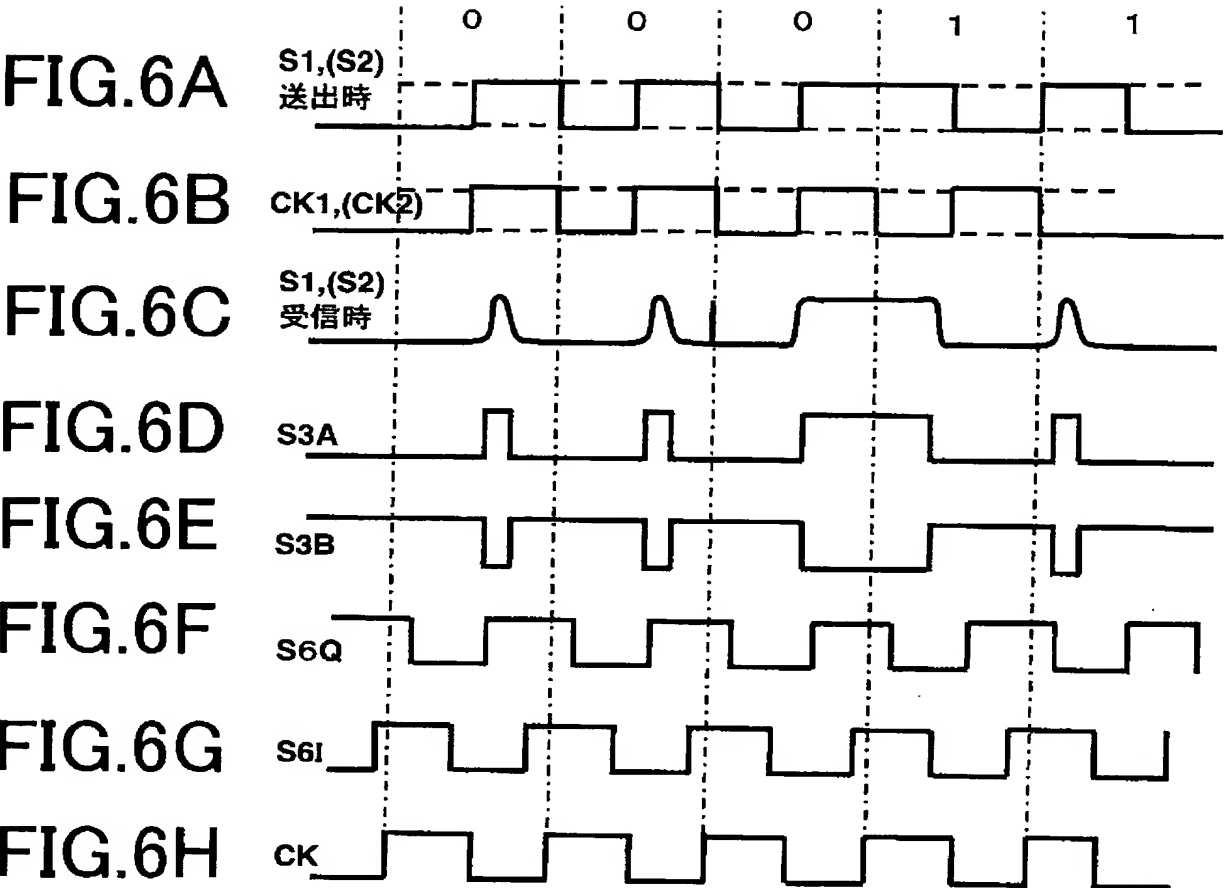 0 0 0 1 1
FIG.6A
S1,(S2)
送出時
FIG.6B
CK1,(CK2)
FIG.6C
S1,(S2)
受信時
FIG.6D
S3A
FIG.6E
S3B
FIG.6F
S6Q
FIG.6G
S6I
FIG.6H
CK